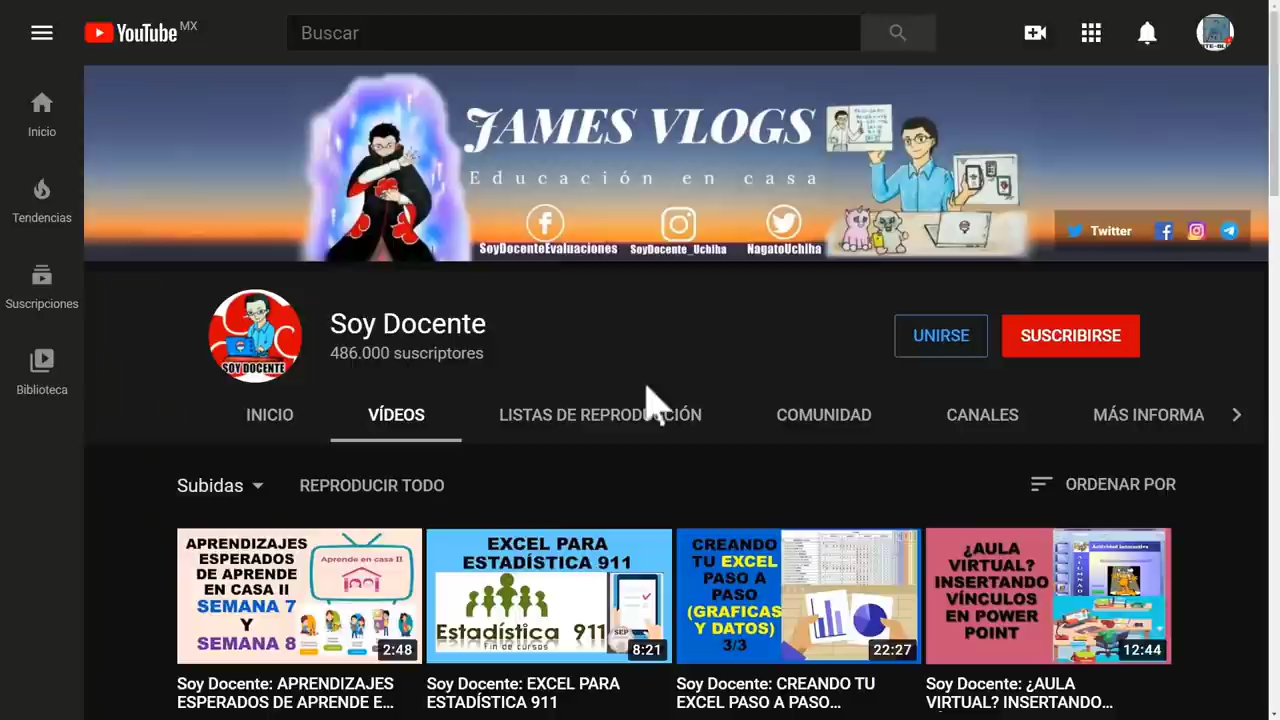 YouTube MX
Buscar
Inicio
Tendencias
Suscripciones
Biblioteca
JAMES VLOGS
Educación en casa
SoyDocenteEvaluaciones
SoyDocente_Uchiha
NagatoUchiha
Twitter
SOY DOCENTE
Soy Docente
486.000 suscriptores
UNIRSE
SUSCRIBIRSE
INICIO
VÍDEOS
LISTAS DE REPRODUCCIÓN
COMUNIDAD
CANALES
MÁS INFORMA
Subidas
REPRODUCIR TODO
ORDENAR POR
APRENDIZAJES
ESPERADOS
DE APRENDE
EN CASA II
SEMANA 7
Y
SEMANA 8
Aprende en casa II
2:48
EXCEL PARA
ESTADÍSTICA 911
Estadística 911
fin de cursos
SEP
8:21
CREANDO
TU EXCEL
PASO A
PASO
(GRAFICAS
Y DATOS)
3/3
22:27
¿AULA
VIRTUAL?
INSERTANDO
VÍNCULOS
EN POWER
POINT
Actividad interactiva
12:44
Soy Docente: APRENDIZAJES
ESPERADOS DE APRENDE E...
Soy Docente: EXCEL PARA
ESTADÍSTICA 911
Soy Docente: CREANDO TU
EXCEL PASO A PASO...
Soy Docente: ¿AULA
VIRTUAL? INSERTANDO...